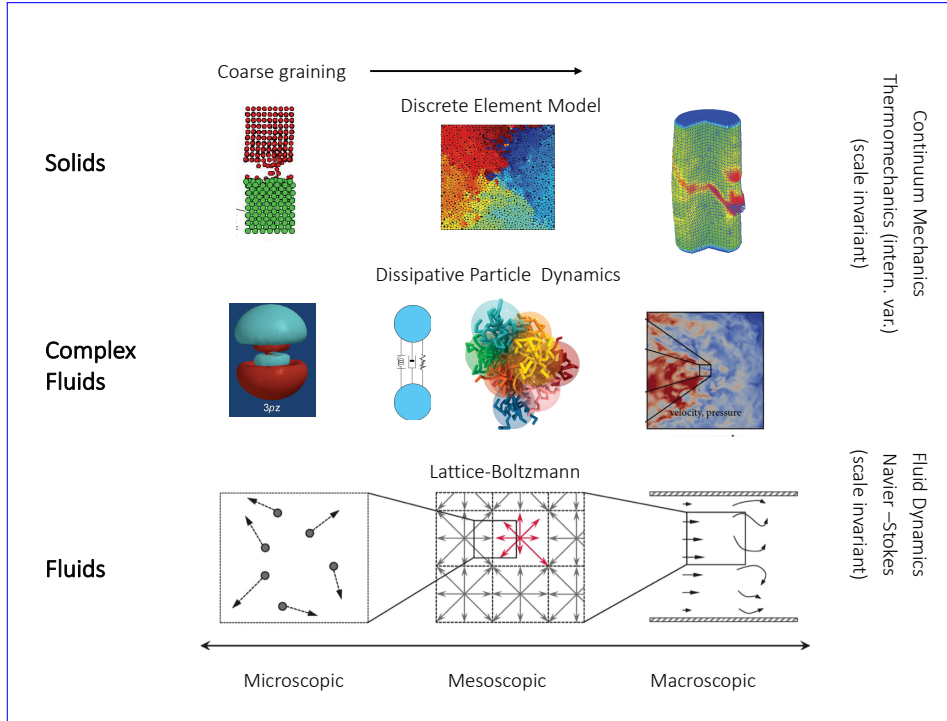 Coarse graining
Discrete Element Model
Solids
Continuum Mechanics
Thermomechanics (intern. var.)
(scale invariant)
Dissipative Particle Dynamics
Complex
Fluids
3pz
velocity, pressure
Lattice-Boltzmann
Fluids
Fluid Dynamics
Navier –Stokes
(scale invariant)
Microscopic
Mesoscopic
Macroscopic